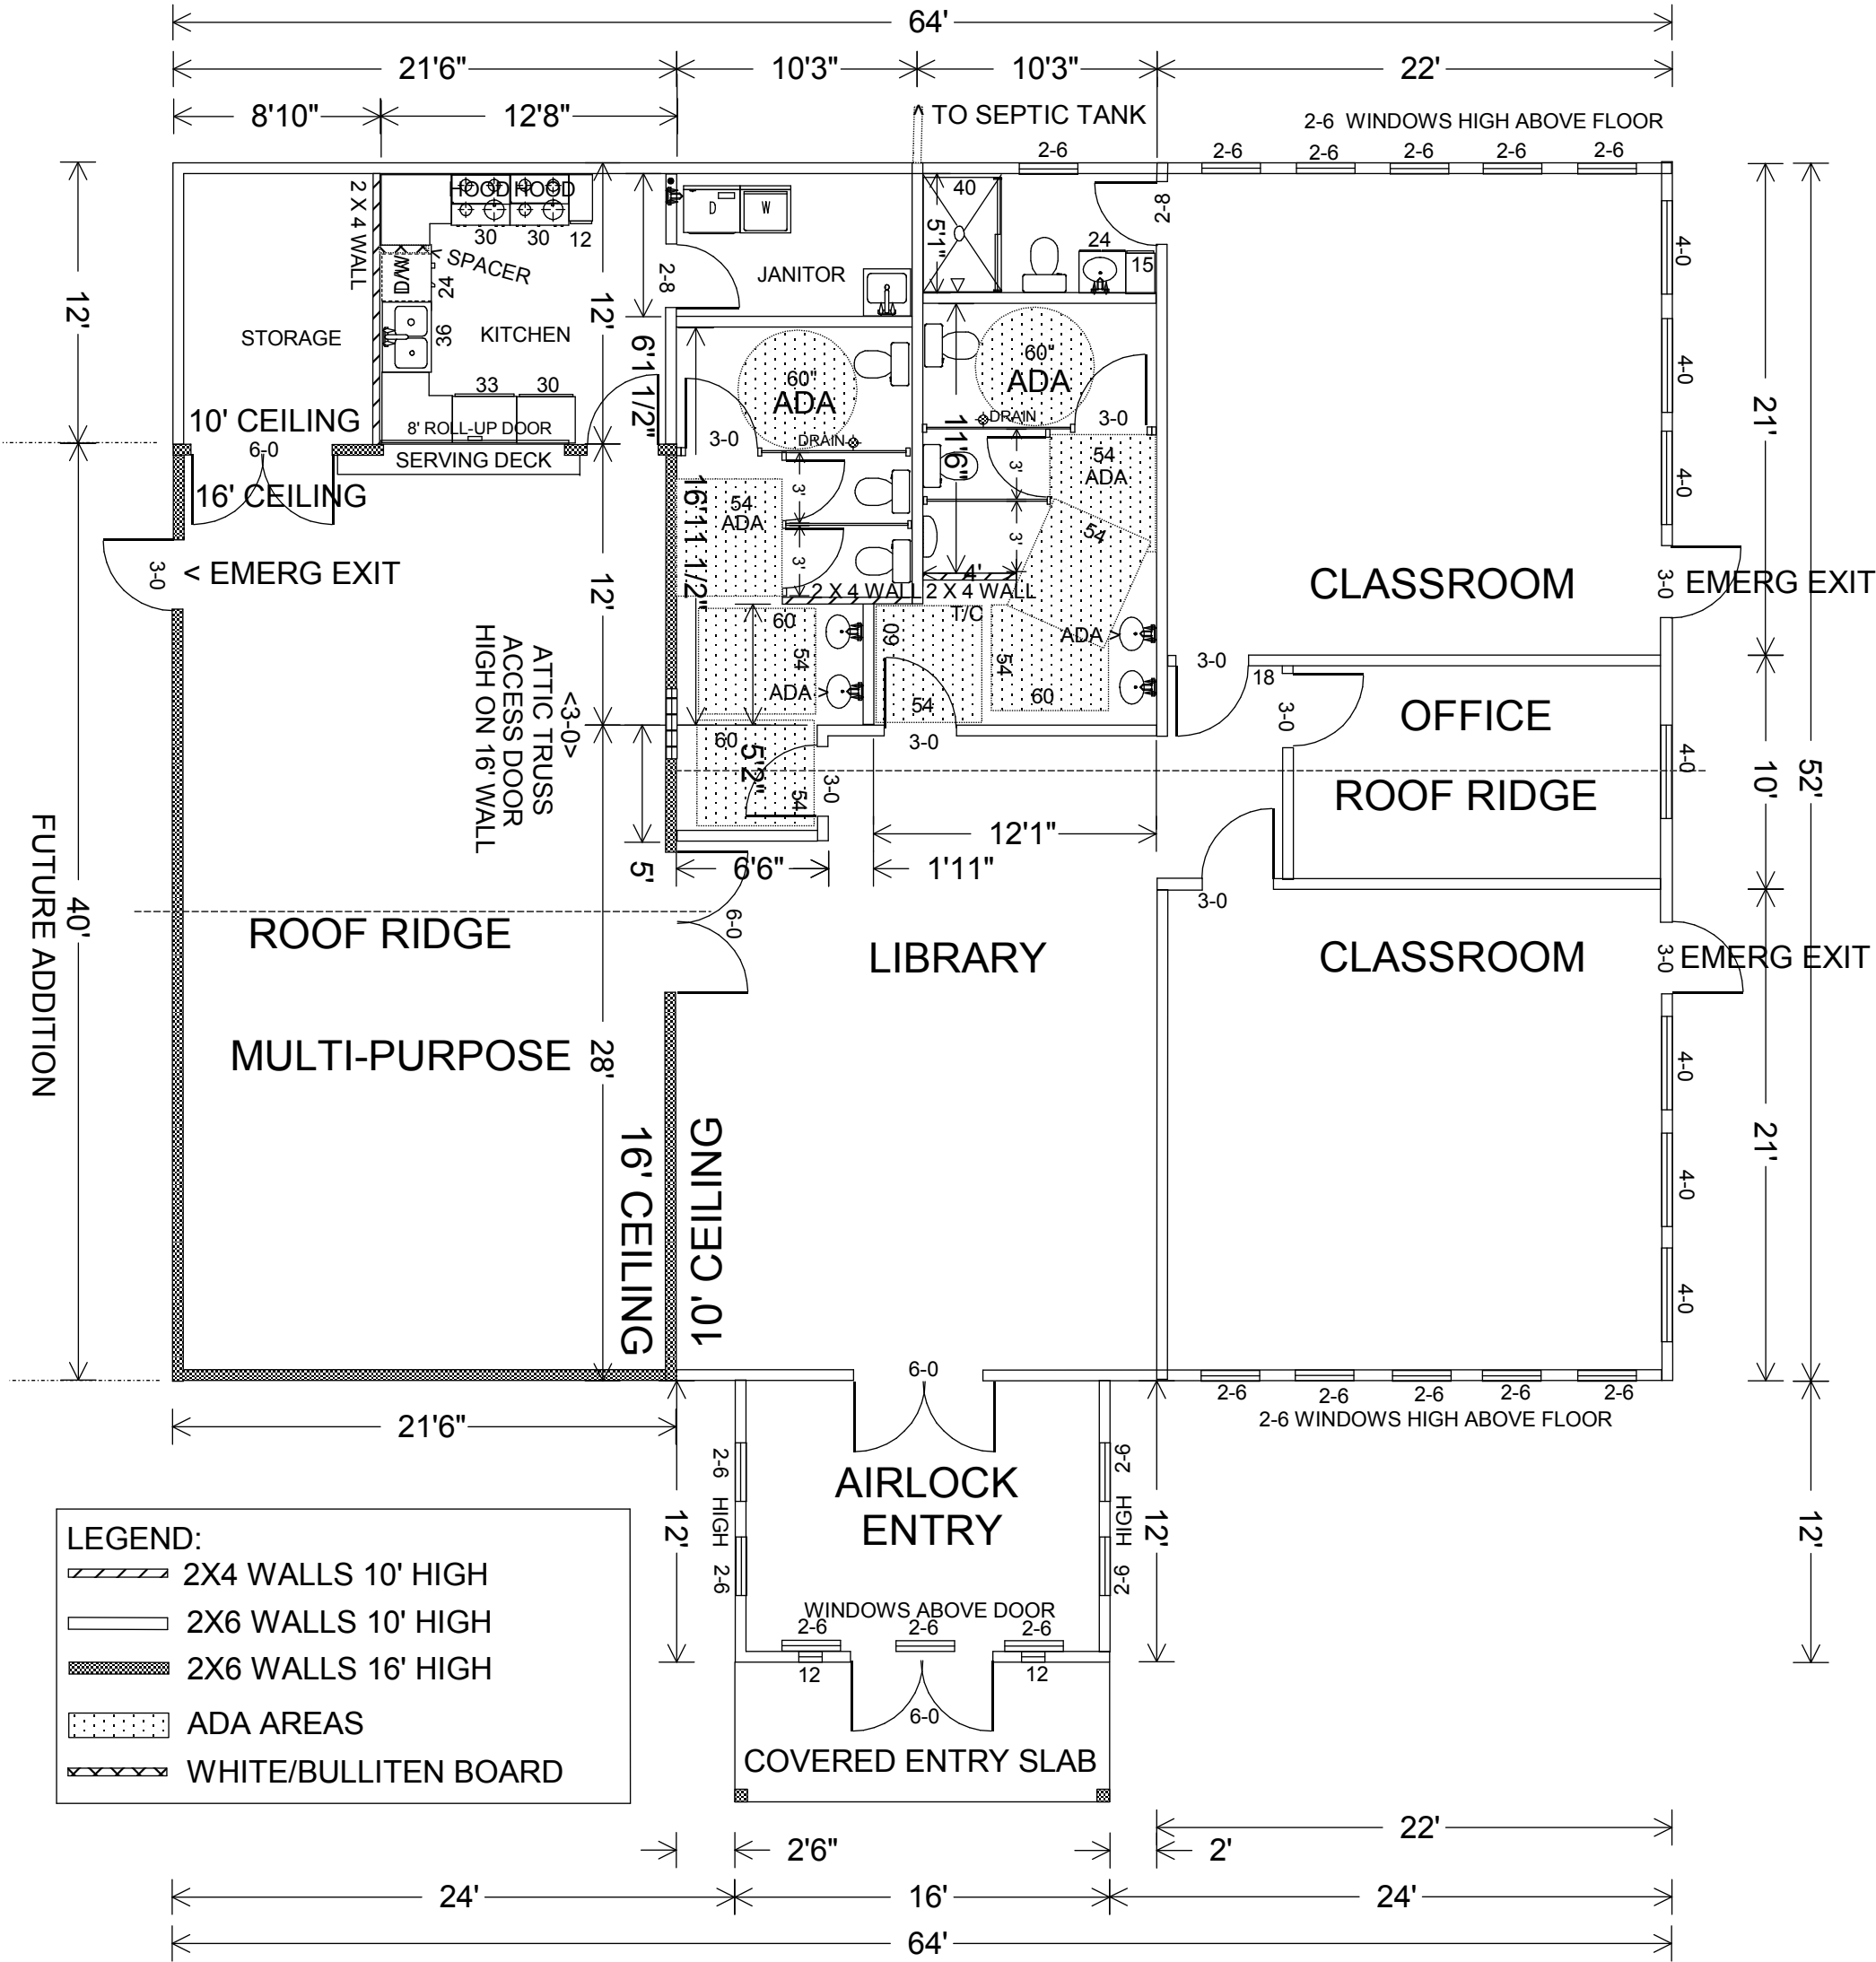 64'
21'6"
10'3"
10'3"
22'
8'10"
12'8"
^ TO SEPTIC TANK
2-6 WINDOWS HIGH ABOVE FLOOR
2-6
2-6
2-6
2-6
2-6
2-6
2 X 4 WALL
HOOD
HOOD
30
30
12
< SPACER
D/W
24
36
STORAGE
KITCHEN
33
30
8' ROLL-UP DOOR
SERVING DECK
10' CEILING
6-0
16' CEILING
12'
12'
2-8
D
W
JANITOR
6'1 1/2"
40
5'1"
24
15
2-8
60"
ADA
60"
ADA
3-0
DRAIN
DRAIN
3-0
11'6"
54
ADA
54
ADA
54
3'
3'
3'
3'
16'11 1/2"
4'
2 X 4 WALL
2 X 4 WALL
T/C
60
54
ADA >
60
54
54
60
ADA >
3-0
60
5'2"
54
3-0
12'1"
6'6"
1'11"
5'
4-0
4-0
4-0
21'
CLASSROOM
3-0
EMERG EXIT
3-0
18
3-0
OFFICE
ROOF RIDGE
4-0
10'
52'
3-0
< EMERG EXIT
3-0
12'
<3-0>
ATTIC TRUSS
ACCESS DOOR
HIGH ON 16' WALL
FUTURE ADDITION
40'
ROOF RIDGE
6-0
MULTI-PURPOSE
28'
16' CEILING
10' CEILING
LIBRARY
3-0
CLASSROOM
3-0
EMERG EXIT
4-0
4-0
4-0
21'
6-0
2-6
2-6
2-6
2-6
2-6
2-6 WINDOWS HIGH ABOVE FLOOR
21'6"
12'
2-6 HIGH 2-6
AIRLOCK
ENTRY
2-6 HIGH 2-6
12'
12'
WINDOWS ABOVE DOOR
2-6
2-6
2-6
12
12
6-0
COVERED ENTRY SLAB
LEGEND:
2X4 WALLS 10' HIGH
2X6 WALLS 10' HIGH
2X6 WALLS 16' HIGH
ADA AREAS
WHITE/BULLITEN BOARD
22'
2'6"
2'
24'
16'
24'
64'